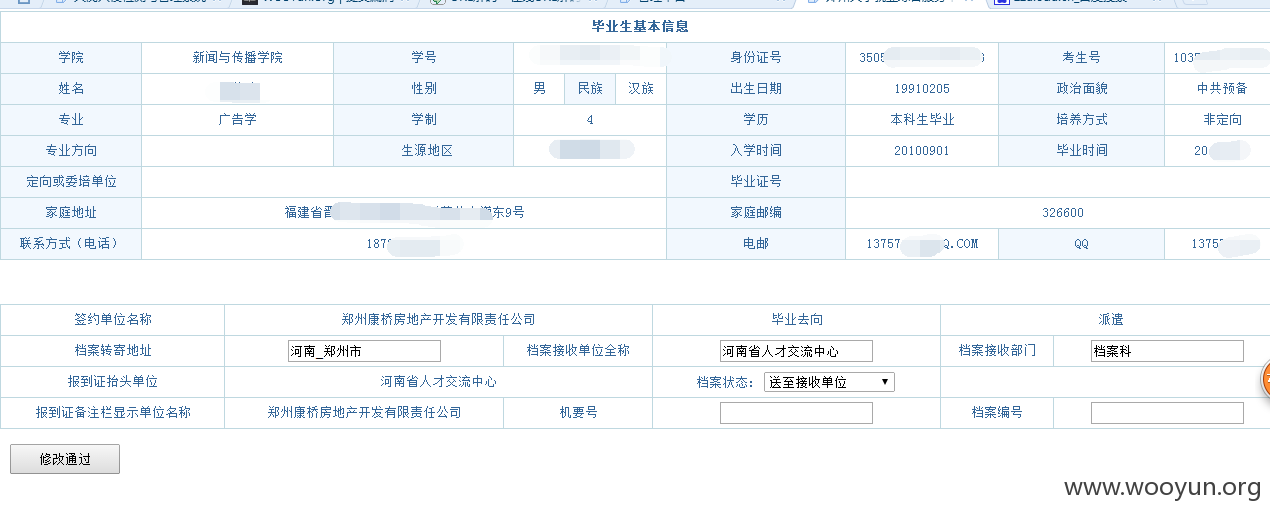 毕业生基本信息
学院 新闻与传播学院 学号 身份证号 3505 考生号 1037
姓名 性别 男 民族 汉族 出生日期 19910205 政治面貌 中共预备
专业 广告学 学制 4 学历 本科生毕业 培养方式 非定向
专业方向 生源地区 入学时间 20100901 毕业时间 20
定向或委培单位 毕业证号
家庭地址 福建省晋 东9号 家庭邮编 326600
联系方式（电话） 187 电邮 13757 Q.COM QQ 13757
签约单位名称 郑州康桥房地产开发有限责任公司 毕业去向 派遣
档案转寄地址 河南_郑州市 档案接收单位全称 河南省人才交流中心 档案接收部门 档案科
报到证抬头单位 河南省人才交流中心 档案状态： 送至接收单位
报到证备注栏显示单位名称 郑州康桥房地产开发有限责任公司 机要号 档案编号
修改通过
www.wooyun.org